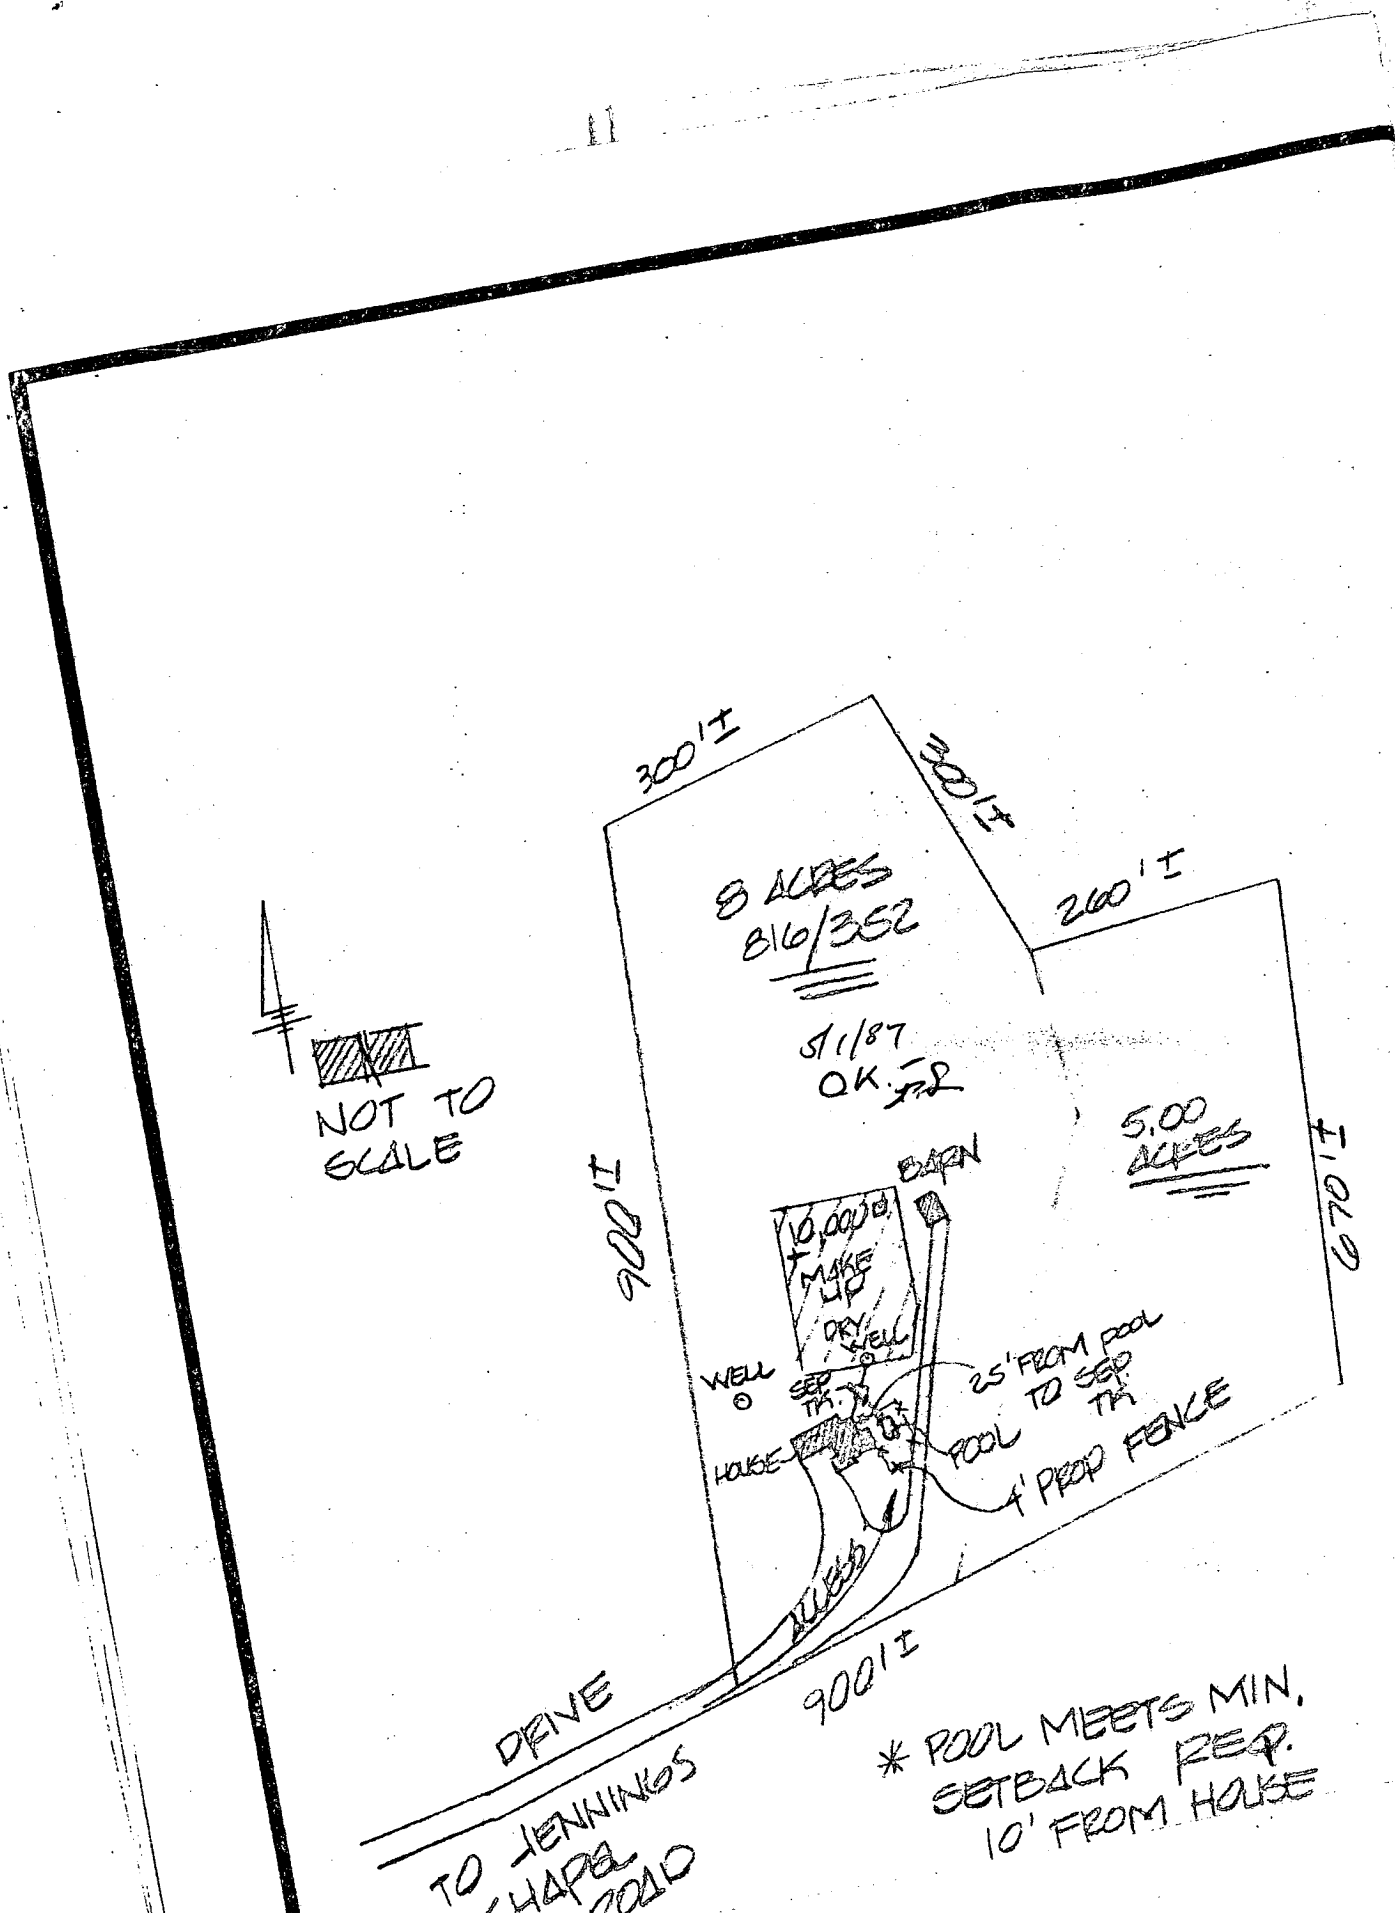 11
300'±
300'±
260'±
8 ACRES
816/352
5/1/87
OK.
NOT TO
SCALE
5.00
ACRES
900'±
670'±
BARN
10,000
±
MAKE
UP
DRY
WELL
WELL
SEP
TK.
25' FROM POOL
TO SEP
TK
HOUSE
POOL
4' PROP FENCE
ACCESS
900'±
DRIVE
TO JENNINGS
CHAPEL
ROAD
* POOL MEETS MIN.
SETBACK REQ.
10' FROM HOUSE